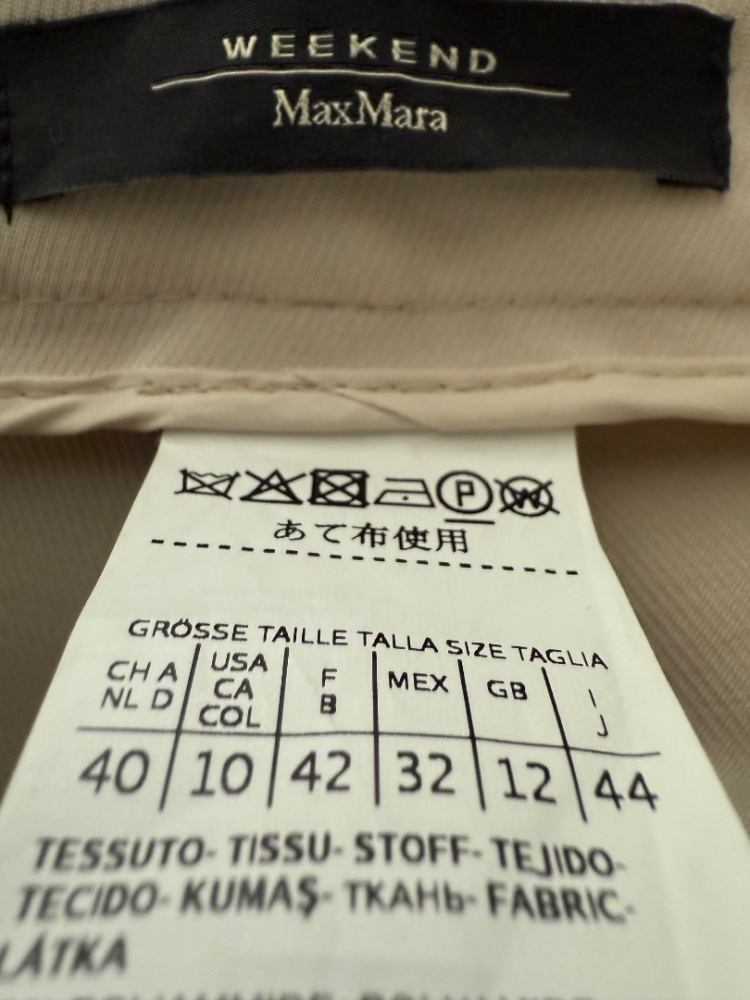 WEEKEND
MaxMara
P W
あて布使用
GRÖSSE TAILLE TALLA SIZE TAGLIA
CH A NL D | USA CA COL | F B | MEX | GB | I J
40 | 10 | 42 | 32 | 12 | 44
TESSUTO- TISSU- STOFF- TEJIDO-
TECIDO- KUMAŞ- ТКАНЬ- FABRIC-
LÁTKA